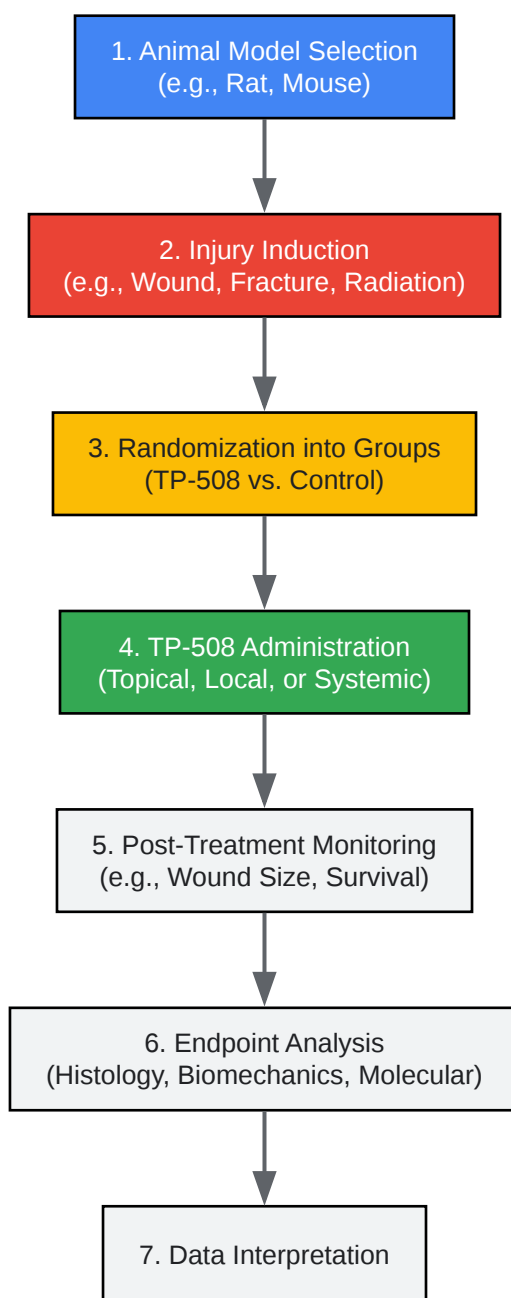 1. Animal Model Selection
(e.g., Rat, Mouse)
2. Injury Induction
(e.g., Wound, Fracture, Radiation)
3. Randomization into Groups
(TP-508 vs. Control)
4. TP-508 Administration
(Topical, Local, or Systemic)
5. Post-Treatment Monitoring
(e.g., Wound Size, Survival)
6. Endpoint Analysis
(Histology, Biomechanics, Molecular)
7. Data Interpretation